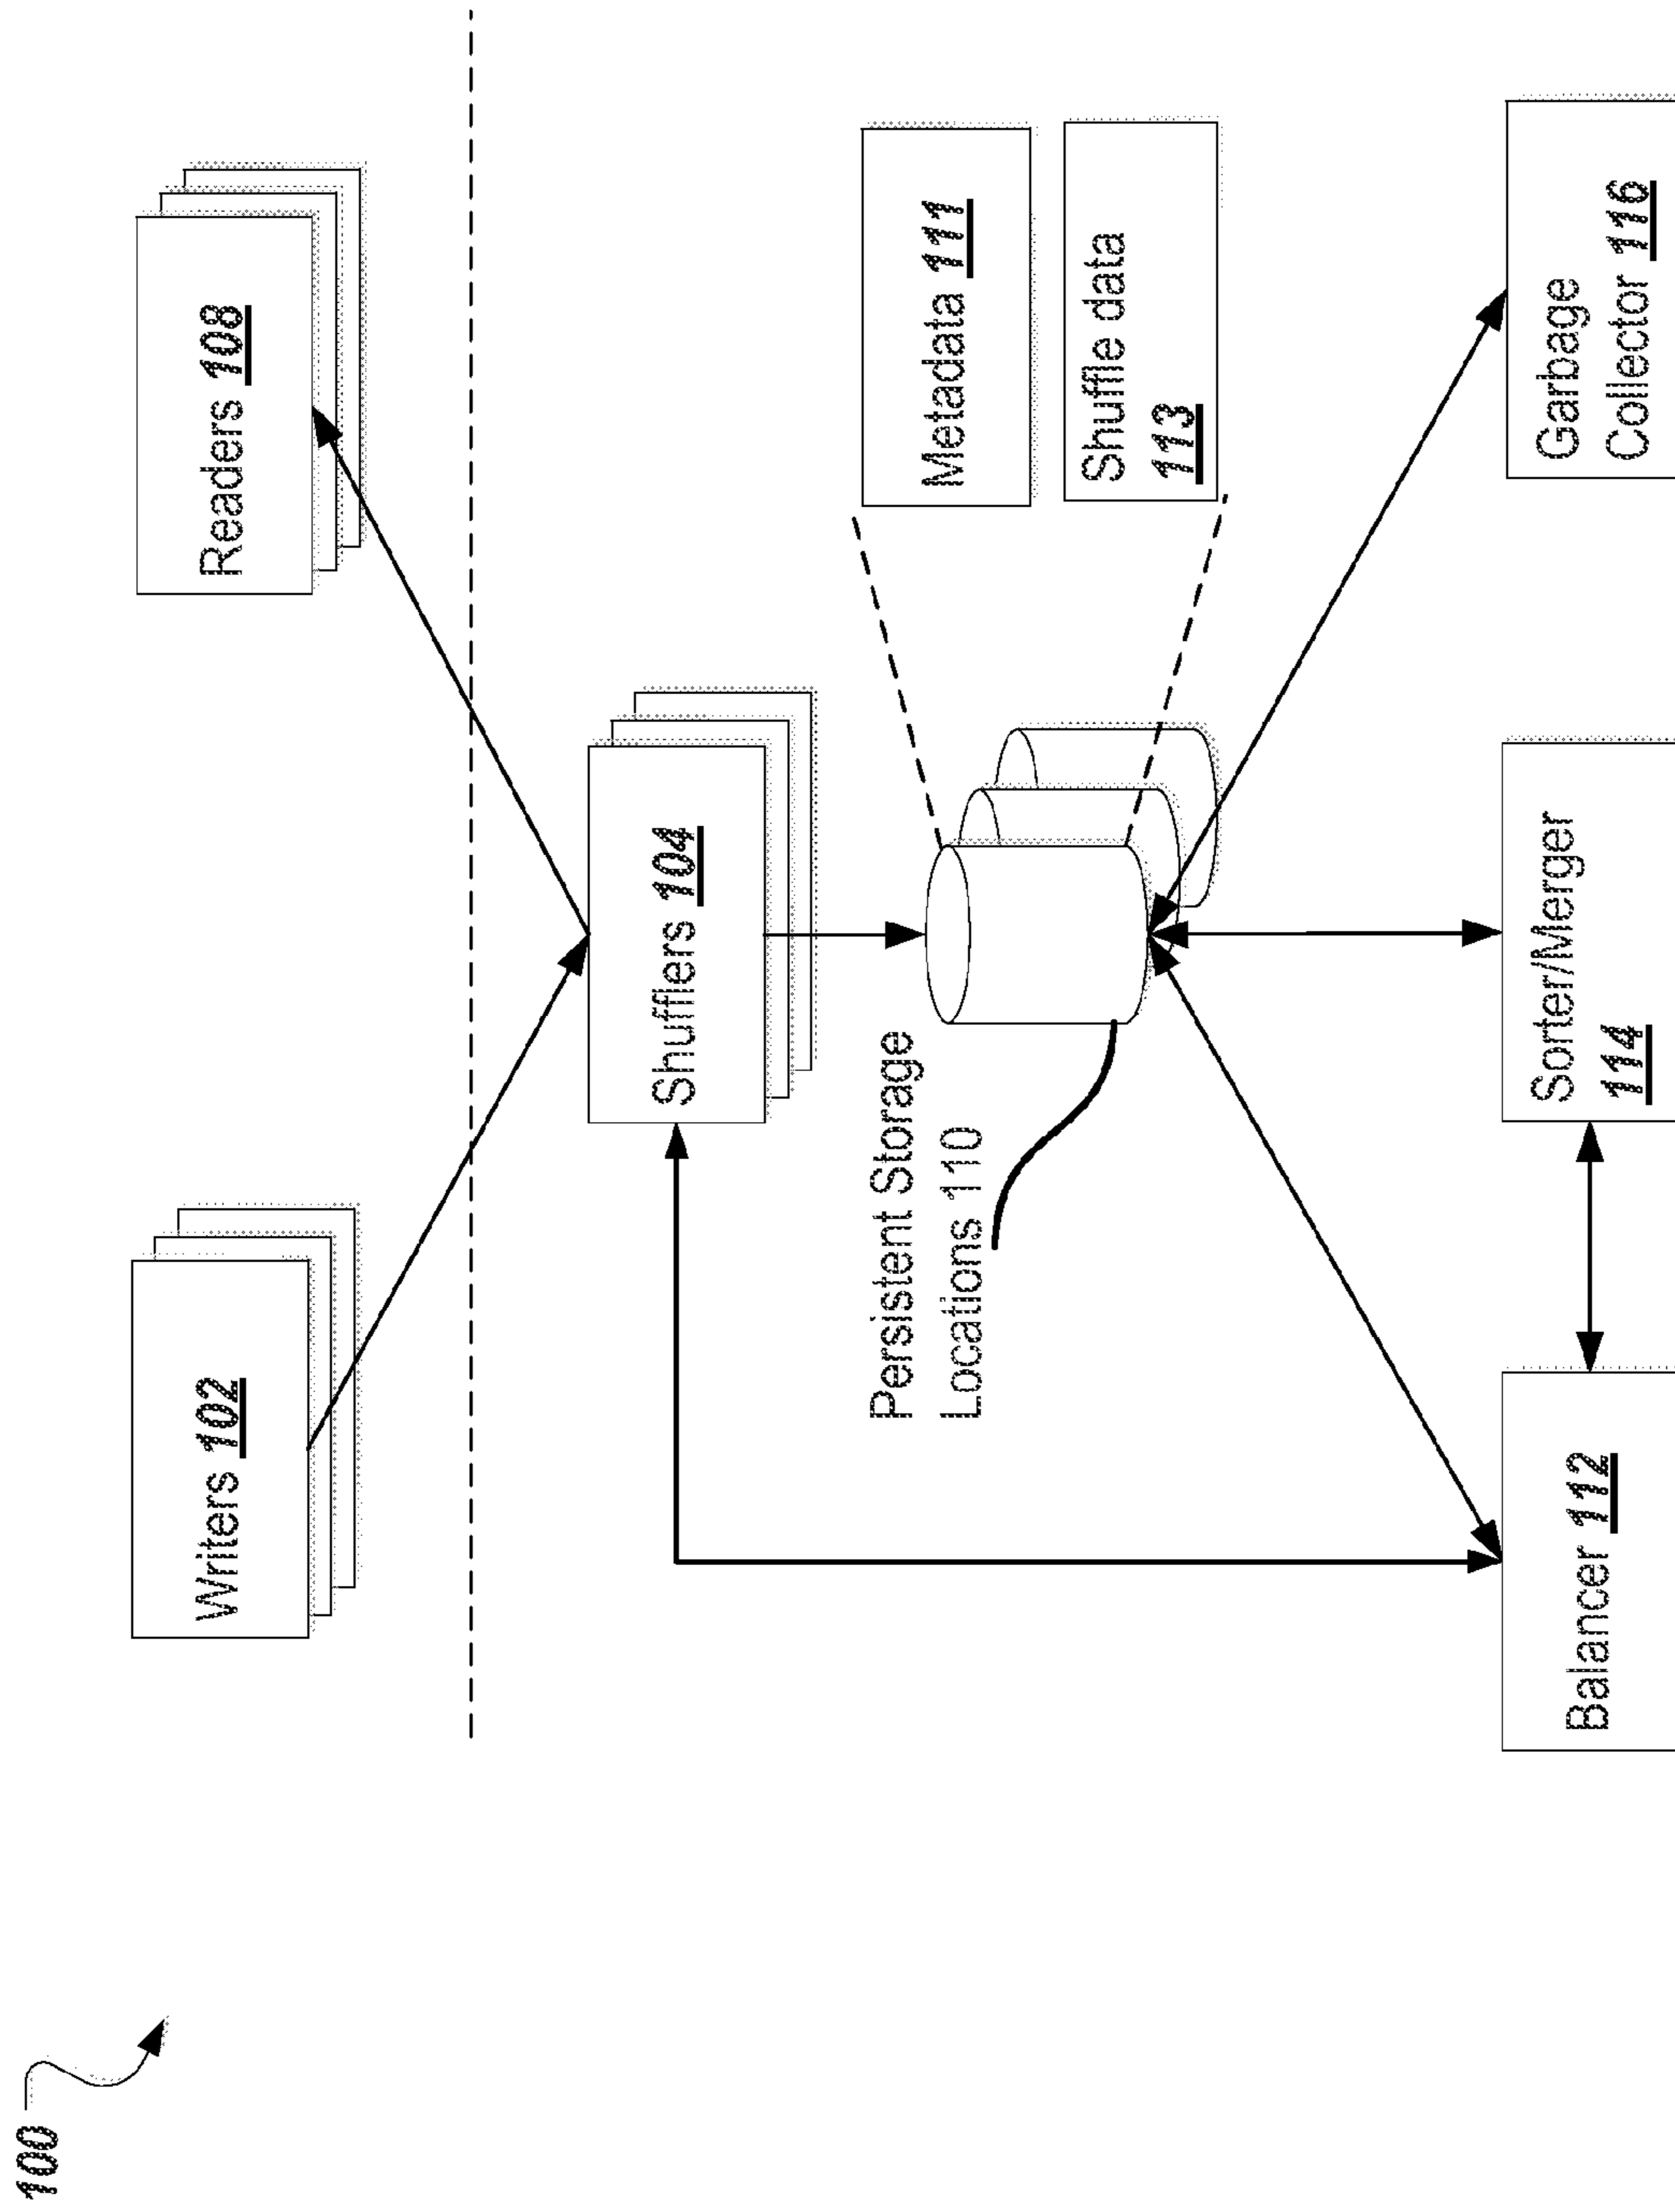 100
Writers 102
Readers 108
Shufflers 104
Persistent Storage
Locations 110
Metadata 111
Shuffle data
113
Balancer 112
Sorter/Merger
114
Garbage
Collector 116